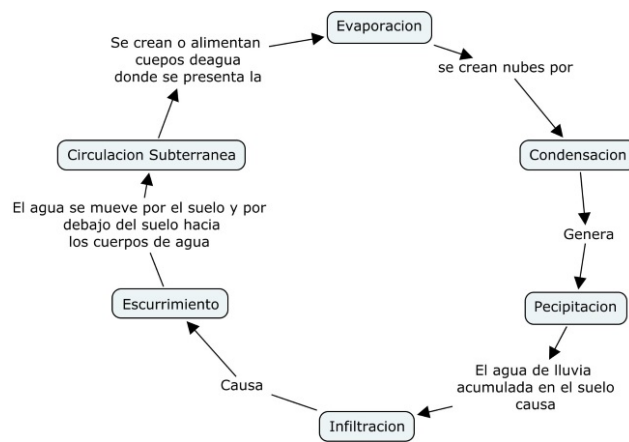 Evaporacion
se crean nubes por
Condensacion
Genera
Pecipitacion
El agua de lluvia
acumulada en el suelo
causa
Infiltracion
Causa
Escurrimiento
El agua se mueve por el suelo y por
debajo del suelo hacia
los cuerpos de agua
Circulacion Subterranea
Se crean o alimentan
cuepos deagua
donde se presenta la